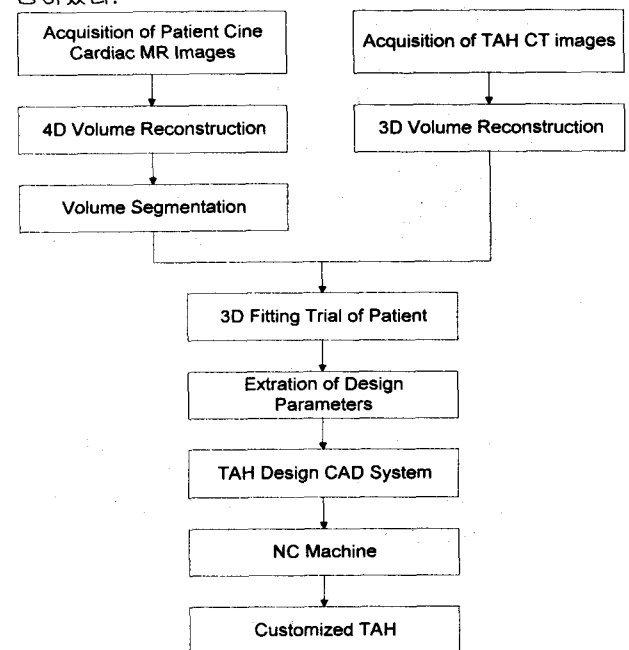 Acquisition of Patient Cine
Cardiac MR Images
Acquisition of TAH CT images
4D Volume Reconstruction
3D Volume Reconstruction
Volume Segmentation
3D Fitting Trial of Patient
Extration of Design
Parameters
TAH Design CAD System
NC Machine
Customized TAH